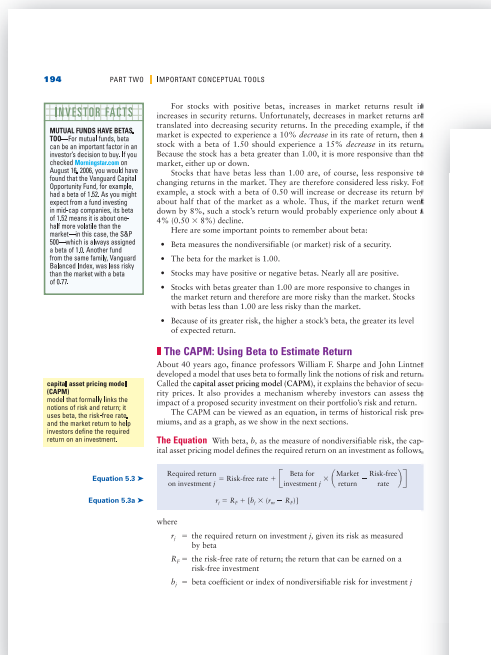 194 PART TWO IMPORTANT CONCEPTUAL TOOLS
INVESTOR FACTS
MUTUAL FUNDS HAVE BETAS,
TOO—For mutual funds, beta
can be an important factor in an
investor's decision to buy. If you
checked Morningstar.com on
August 16, 2006, you would have
found that the Vanguard Capital
Opportunity Fund, for example,
had a beta of 1.52. As you might
expect from a fund investing
in mid-cap companies, its beta
of 1.52 means it is about one-
half more volatile than the
market—in this case, the S&P
500—which is always assigned
a beta of 1.0. Another fund
from the same family, Vanguard
Balanced Index, was less risky
than the market with a beta
of 0.77.
For stocks with positive betas, increases in market returns result in
increases in security returns. Unfortunately, decreases in market returns are
translated into decreasing security returns. In the preceding example, if the
market is expected to experience a 10% decrease in its rate of return, then a
stock with a beta of 1.50 should experience a 15% decrease in its return.
Because the stock has a beta greater than 1.00, it is more responsive than the
market, either up or down.
Stocks that have betas less than 1.00 are, of course, less responsive to
changing returns in the market. They are therefore considered less risky. For
example, a stock with a beta of 0.50 will increase or decrease its return by
about half that of the market as a whole. Thus, if the market went
down by 8%, such a stock's return would probably experience only about a
4% (0.50 × 8%) decline.
Here are some important points to remember about beta:
• Beta measures the nondiversifiable (or market) risk of a security.
• The beta for the market is 1.00.
• Stocks may have positive or negative betas. Nearly all are positive.
• Stocks with betas greater than 1.00 are more responsive to changes in
the market return and therefore are more risky than the market. Stocks
with betas less than 1.00 are less risky than the market.
• Because of its greater risk, the higher a stock's beta, the greater its level
of expected return.
The CAPM: Using Beta to Estimate Return
About 40 years ago, finance professors William F. Sharpe and John Lintner
developed a model that uses beta to formally link the notions of risk and return.
Called the capital asset pricing model (CAPM), it explains the behavior of secu-
rity prices. It also provides a mechanism whereby investors can assess the
impact of a proposed security investment on their portfolio's risk and return.
The CAPM can be viewed as an equation, in terms of historical risk pre-
miums, and as a graph, as we show in the next sections.
capital asset pricing model
(CAPM)
model that formally links the
notions of risk and return; it
uses beta, the risk-free rate,
and the market return to help
investors define the required
return on an investment.
The Equation With beta, b, as the measure of nondiversifiable risk, the cap-
ital asset pricing model defines the required return on an investment as follows.
Equation 5.3 ➤ Required return on investment j = Risk-free rate + [Beta for investment j × (Market return − Risk-free rate)]
Equation 5.3a ➤ rj = RF + [bj × (rm − RF)]
where
rj = the required return on investment j, given its risk as measured
by beta
RF = the risk-free rate of return; the return that can be earned on a
risk-free investment
bj = beta coefficient or index of nondiversifiable risk for investment j